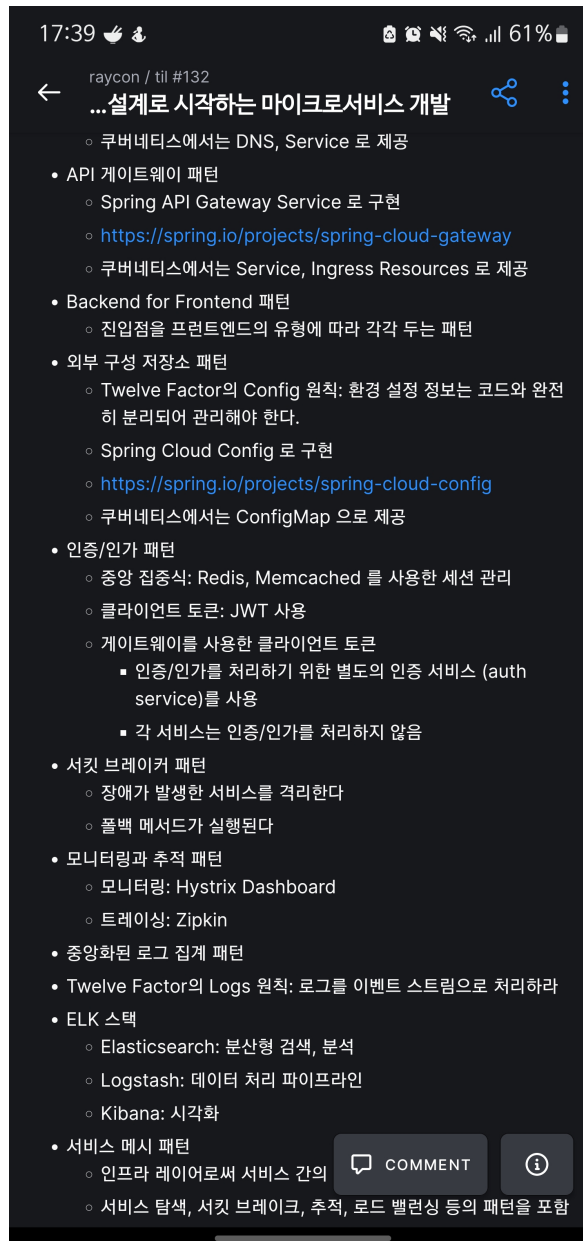 17:39
61%
raycon / til #132
...설계로 시작하는 마이크로서비스 개발
◦ 쿠버네티스에서는 DNS, Service 로 제공
• API 게이트웨이 패턴
◦ Spring API Gateway Service 로 구현
◦ https://spring.io/projects/spring-cloud-gateway
◦ 쿠버네티스에서는 Service, Ingress Resources 로 제공
• Backend for Frontend 패턴
◦ 진입점을 프런트엔드의 유형에 따라 각각 두는 패턴
• 외부 구성 저장소 패턴
◦ Twelve Factor의 Config 원칙: 환경 설정 정보는 코드와 완전
히 분리되어 관리해야 한다.
◦ Spring Cloud Config 로 구현
◦ https://spring.io/projects/spring-cloud-config
◦ 쿠버네티스에서는 ConfigMap 으로 제공
• 인증/인가 패턴
◦ 중앙 집중식: Redis, Memcached 를 사용한 세션 관리
◦ 클라이언트 토큰: JWT 사용
◦ 게이트웨이를 사용한 클라이언트 토큰
▪ 인증/인가를 처리하기 위한 별도의 인증 서비스 (auth
service)를 사용
▪ 각 서비스는 인증/인가를 처리하지 않음
• 서킷 브레이커 패턴
◦ 장애가 발생한 서비스를 격리한다
◦ 폴백 메서드가 실행된다
• 모니터링과 추적 패턴
◦ 모니터링: Hystrix Dashboard
◦ 트레이싱: Zipkin
• 중앙화된 로그 집계 패턴
• Twelve Factor의 Logs 원칙: 로그를 이벤트 스트림으로 처리하라
• ELK 스택
◦ Elasticsearch: 분산형 검색, 분석
◦ Logstash: 데이터 처리 파이프라인
◦ Kibana: 시각화
• 서비스 메시 패턴
◦ 인프라 레이어로써 서비스 간의
COMMENT
◦ 서비스 탐색, 서킷 브레이크, 추적, 로드 밸런싱 등의 패턴을 포함